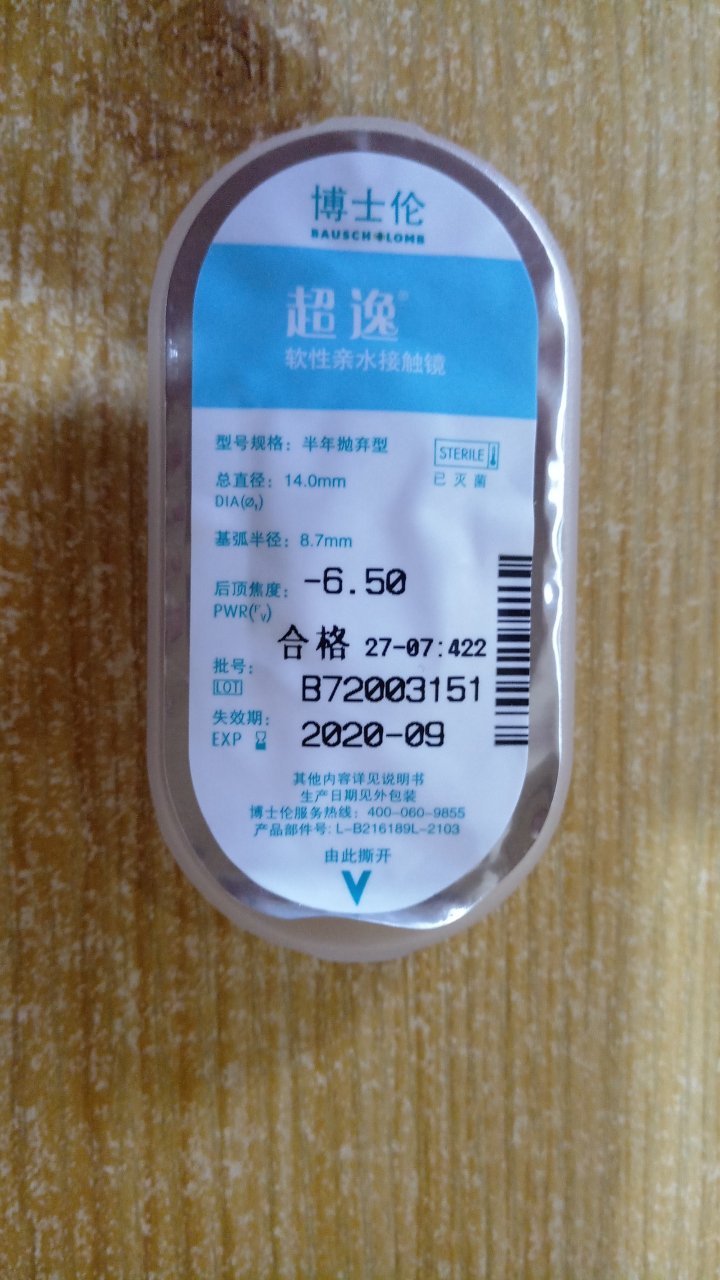 博士伦
BAUSCH+LOMB
超逸
软性亲水接触镜
型号规格：半年抛弃型
STERILE
已灭菌
总直径：14.0mm
DIA(ø
基弧半径：8.7mm
后顶焦度：-6.50
PWR(F'v)
合格 27-07:422
批号：
LOT B72003151
失效期：
EXP 2020-09
其他内容详见说明书
生产日期见外包装
博士伦服务热线：400-060-9855
产品部件号: L-B216189L-2103
由此撕开